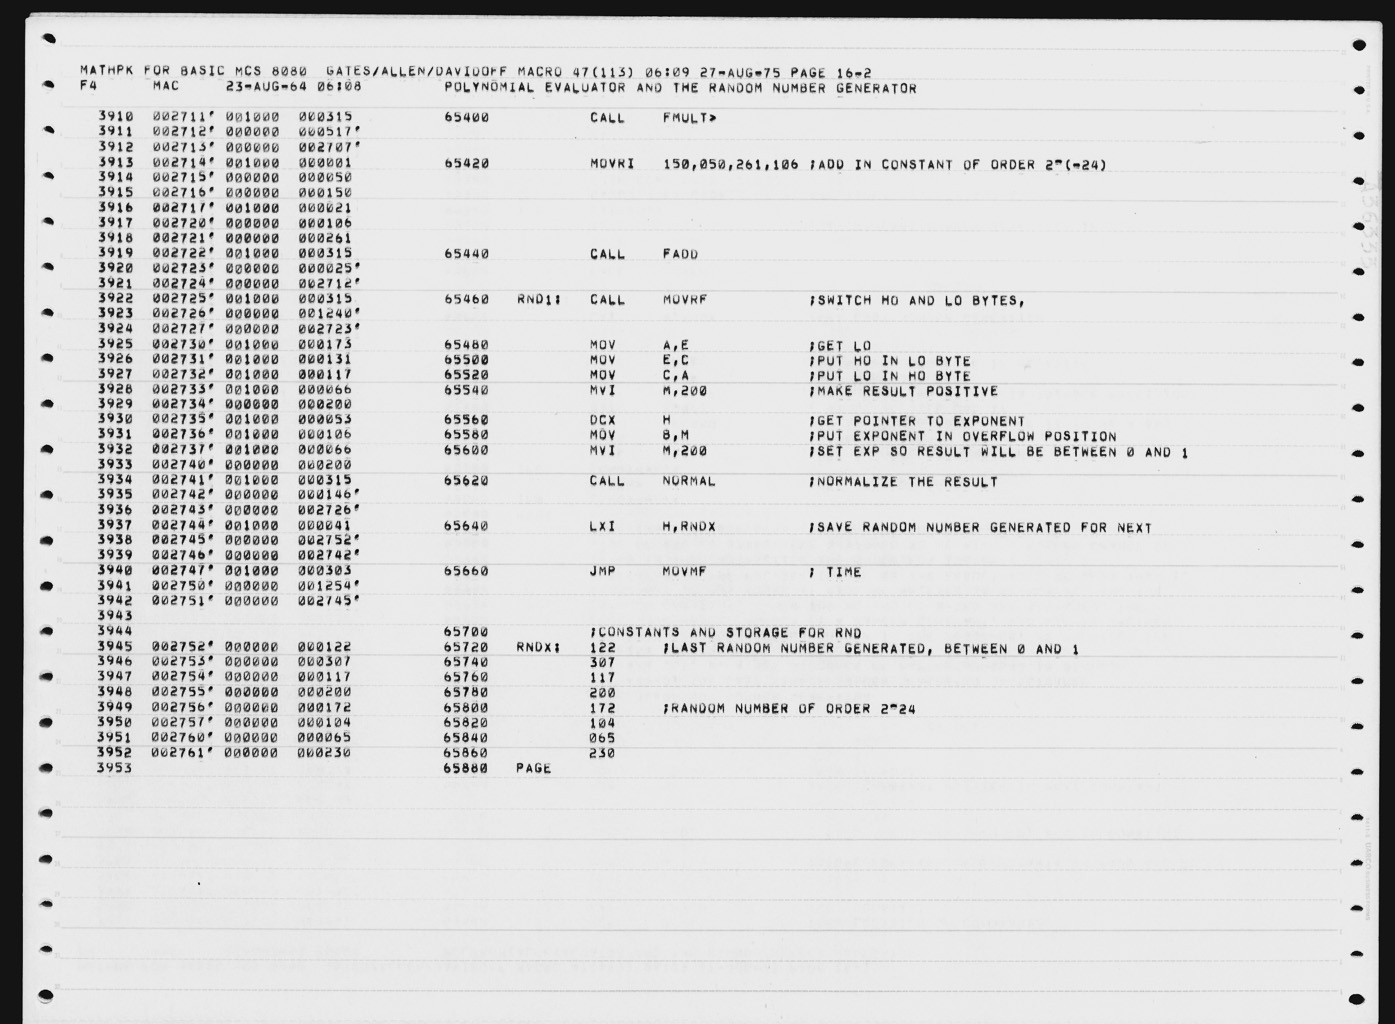 MATHPK FOR BASIC MCS 8080  GATES/ALLEN/DAVIDOFF MACRO 47(113) 06:09 27-AUG-75 PAGE 16-2
F4      MAC     23-AUG-64 06:08         POLYNOMIAL EVALUATOR AND THE RANDOM NUMBER GENERATOR
3910  002711' 001000  000315          65400           CALL    FMULT>
3911  002712' 000000  000517'
3912  002713' 000000  002707'
3913  002714' 001000  000001          65420           MOVRI   150,050,261,106 ;ADD IN CONSTANT OF ORDER 2^(-24)
3914  002715' 000000  000050
3915  002716' 000000  000150
3916  002717' 001000  000021
3917  002720' 000000  000106
3918  002721' 000000  000261
3919  002722' 001000  000315          65440           CALL    FADD
3920  002723' 000000  000025'
3921  002724' 000000  002712'
3922  002725' 001000  000315          65460   RND1:   CALL    MOVRF           ;SWITCH HO AND LO BYTES,
3923  002726' 000000  001240'
3924  002727' 000000  002723'
3925  002730' 001000  000173          65480           MOV     A,E             ;GET LO
3926  002731' 001000  000131          65500           MOV     E,C             ;PUT HO IN LO BYTE
3927  002732' 001000  000117          65520           MOV     C,A             ;PUT LO IN HO BYTE
3928  002733' 001000  000066          65540           MVI     M,200           ;MAKE RESULT POSITIVE
3929  002734' 000000  000200
3930  002735' 001000  000053          65560           DCX     H               ;GET POINTER TO EXPONENT
3931  002736' 001000  000106          65580           MOV     B,M             ;PUT EXPONENT IN OVERFLOW POSITION
3932  002737' 001000  000066          65600           MVI     M,200           ;SET EXP SO RESULT WILL BE BETWEEN 0 AND 1
3933  002740' 000000  000200
3934  002741' 001000  000315          65620           CALL    NORMAL          ;NORMALIZE THE RESULT
3935  002742' 000000  000146'
3936  002743' 000000  002726'
3937  002744' 001000  000041          65640           LXI     H,RNDX          ;SAVE RANDOM NUMBER GENERATED FOR NEXT
3938  002745' 000000  002752'
3939  002746' 000000  002742'
3940  002747' 001000  000303          65660           JMP     MOVMF           ; TIME
3941  002750' 000000  001254'
3942  002751' 000000  002745'
3943
3944                                  65700           ;CONSTANTS AND STORAGE FOR RND
3945  002752' 000000  000122          65720   RNDX:   122     ;LAST RANDOM NUMBER GENERATED, BETWEEN 0 AND 1
3946  002753' 000000  000307          65740           307
3947  002754' 000000  000117          65760           117
3948  002755' 000000  000200          65780           200
3949  002756' 000000  000172          65800           172     ;RANDOM NUMBER OF ORDER 2^24
3950  002757' 000000  000104          65820           104
3951  002760' 000000  000065          65840           065
3952  002761' 000000  000230          65860           230
3953                                  65880   PAGE